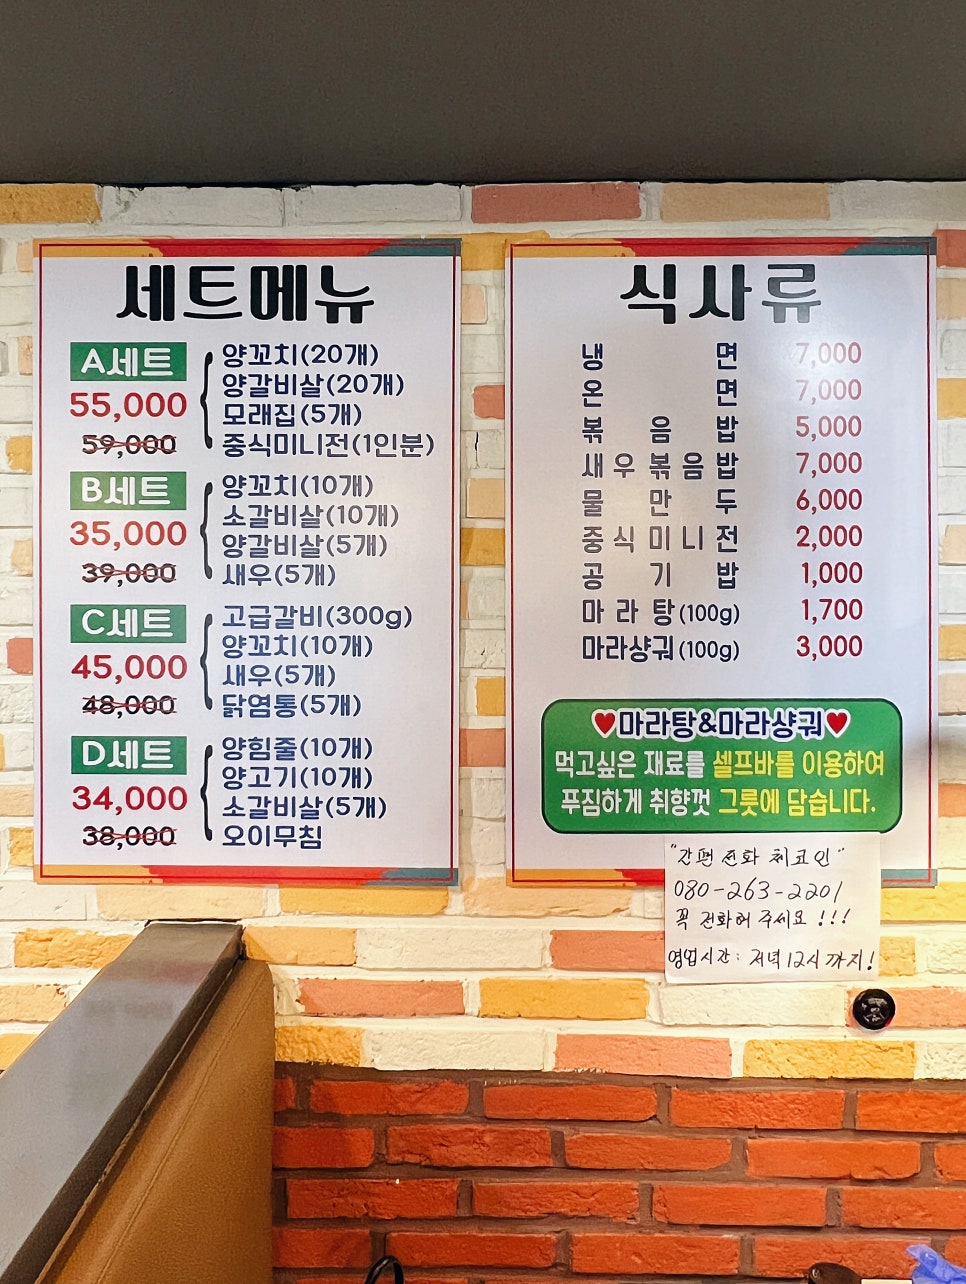 세트메뉴
A세트
55,000
59,000
양꼬치(20개)
양갈비살(20개)
모래집(5개)
중식미니전(1인분)
B세트
35,000
39,000
양꼬치(10개)
소갈비살(10개)
양갈비살(5개)
새우(5개)
C세트
45,000
48,000
고급갈비(300g)
양꼬치(10개)
새우(5개)
닭염통(5개)
D세트
34,000
38,000
양힘줄(10개)
양고기(10개)
소갈비살(5개)
오이무침
식사류
냉면 7,000
온면 7,000
볶음밥 5,000
새우볶음밥 7,000
물만두 6,000
중식미니전 2,000
공기밥 1,000
마라탕(100g) 1,700
마라샹궈(100g) 3,000
♥마라탕&마라샹궈♥
먹고싶은 재료를 셀프바를 이용하여
푸짐하게 취향껏 그릇에 담습니다.
"간편 전화 체크인"
080-263-2201
꼭 전화해 주세요 !!!
영업시간: 저녁 12시 까지!